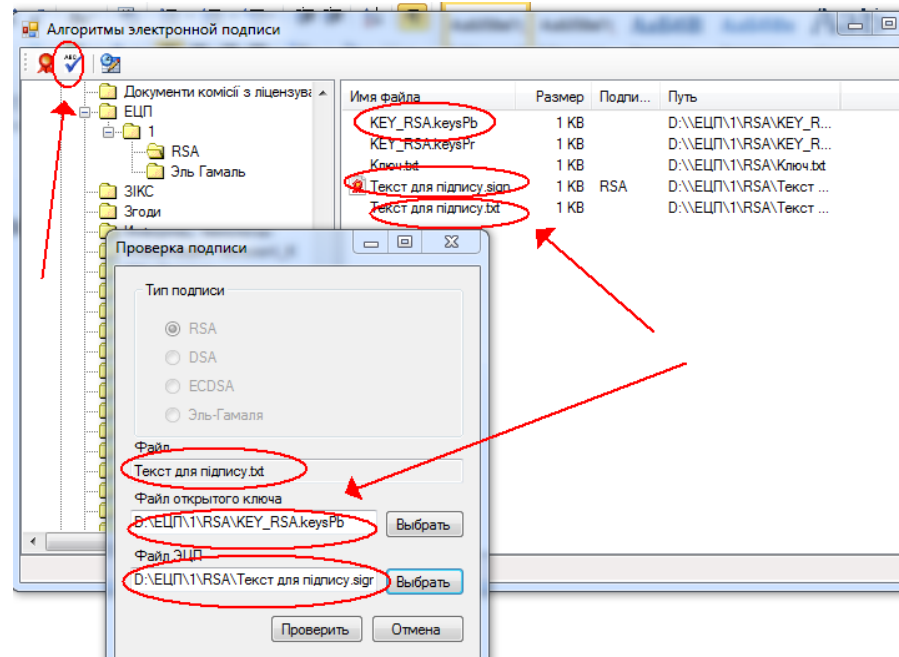 Алгоритмы электронной подписи
ABC
Документи комісії з ліцензува
ЕЦП
1
RSA
Эль Гамаль
ЗІКС
Згоди
Имя файла Размер Подпи... Путь
KEY_RSA.keysPb 1 KB D:\\ЕЦП\1\RSA\KEY_R...
KEY_RSA.keysPr 1 KB D:\\ЕЦП\1\RSA\KEY_R...
Ключ.txt 1 KB D:\\ЕЦП\1\RSA\Ключ.txt
Текст для підпису.sign 1 KB RSA D:\\ЕЦП\1\RSA\Текст ...
Текст для підпису.txt 1 KB D:\\ЕЦП\1\RSA\Текст ...
Проверка подписи
Тип подписи
RSA
DSA
ECDSA
Эль-Гамаля
Файл
Текст для підпису.txt
Файл открытого ключа
D:\ЕЦП\1\RSA\KEY_RSA.keysPb Выбрать
Файл ЭЦП
D:\ЕЦП\1\RSA\Текст для підпису.sigr Выбрать
Проверить Отмена